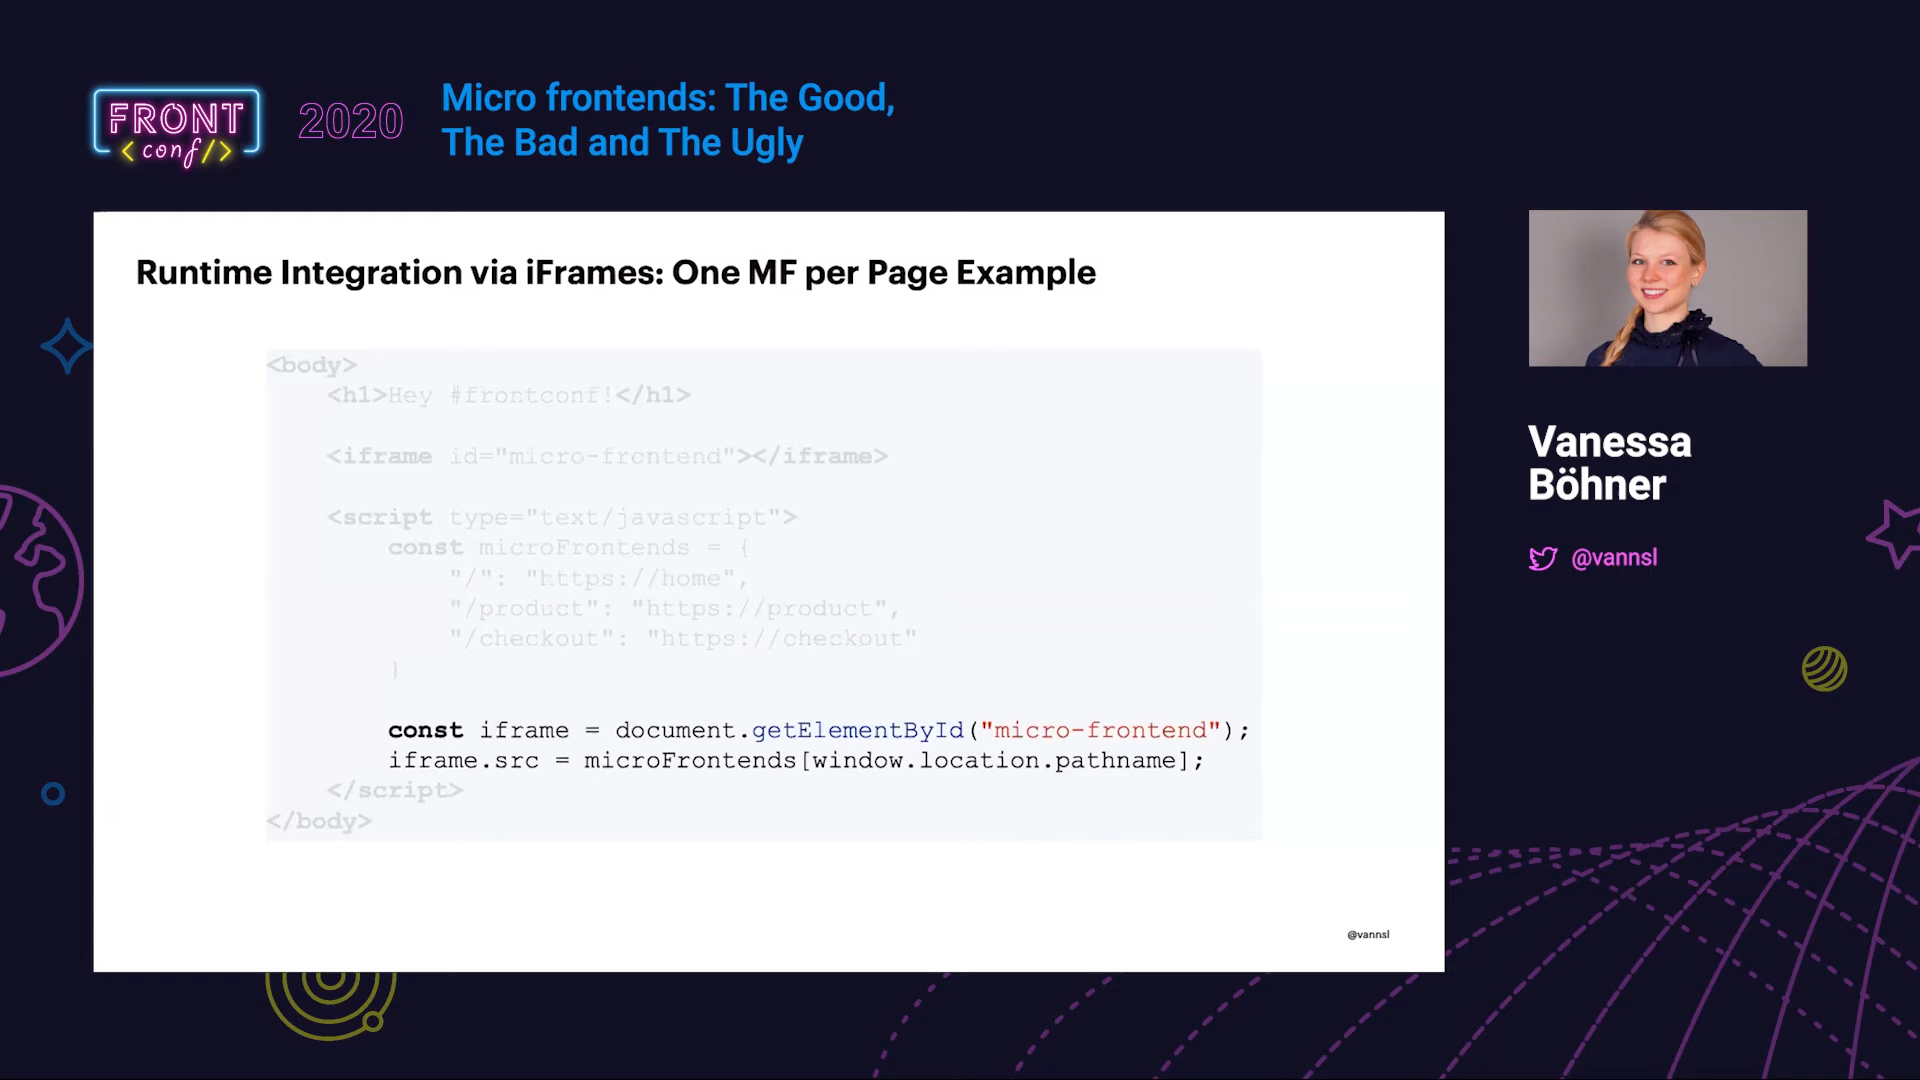 FRONT
<conf/>
2020
Micro frontends: The Good,
The Bad and The Ugly
Runtime Integration via iFrames: One MF per Page Example
<body>
    <h1>Hey #frontconf!</h1>
    <iframe id="micro-frontend"></iframe>
    <script type="text/javascript">
        const microFrontends = {
            "/": "https://home",
            "/product": "https://product",
            "/checkout": "https://checkout"
        }
        const iframe = document.getElementById("micro-frontend");
        iframe.src = microFrontends[window.location.pathname];
    </script>
</body>
@vannsl
Vanessa
Böhner
@vannsl